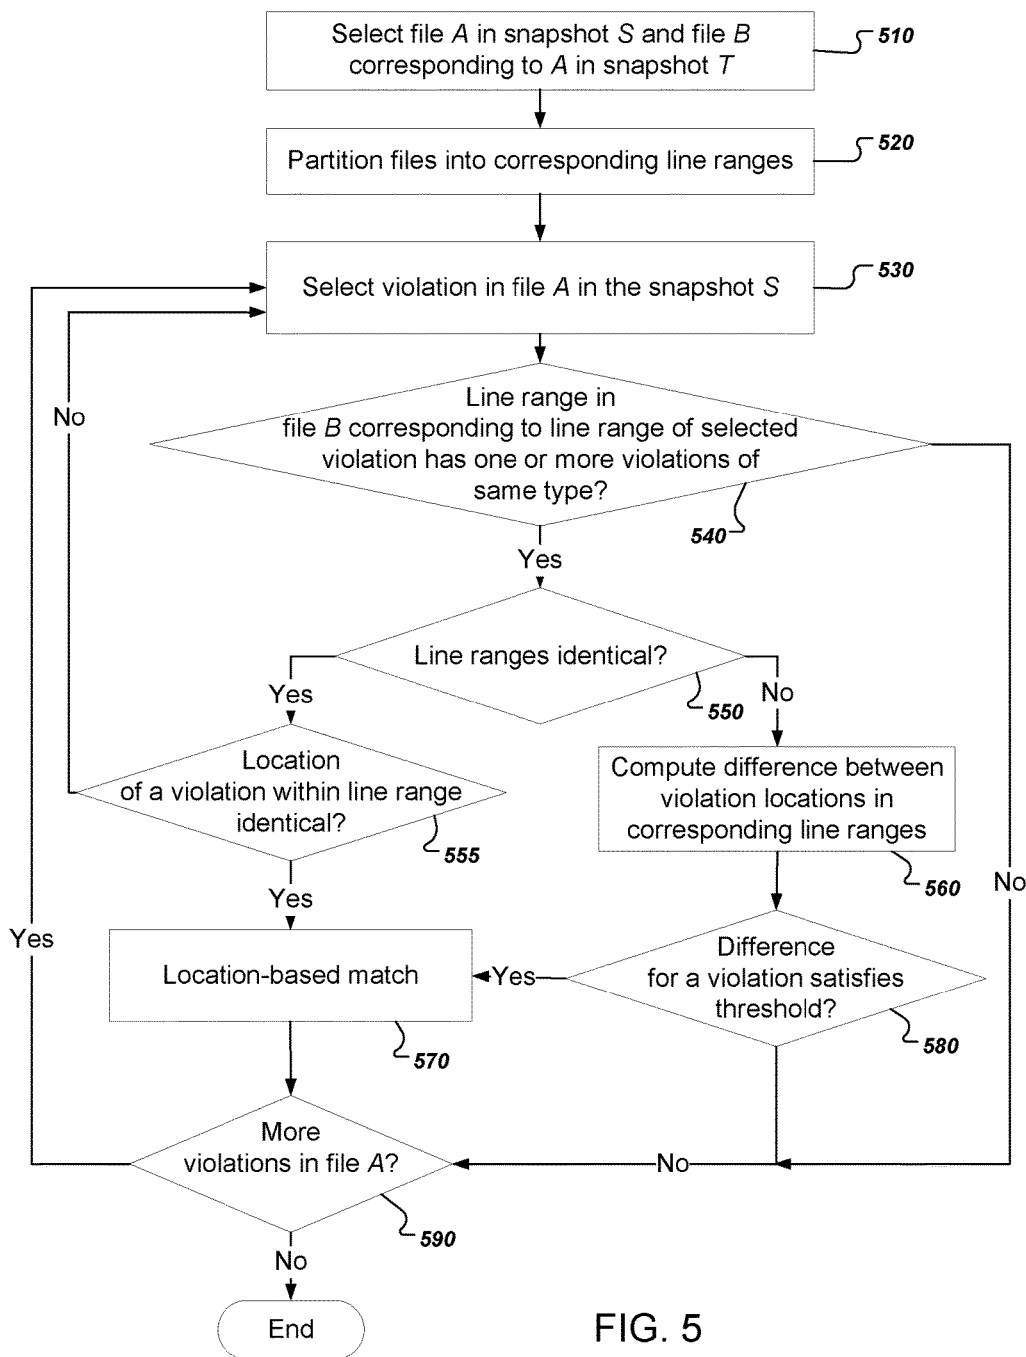 Select file A in snapshot S and file B
corresponding to A in snapshot T
510
Partition files into corresponding line ranges
520
Select violation in file A in the snapshot S
530
No
Line range in
file B corresponding to line range of selected
violation has one or more violations of
same type?
540
Yes
Line ranges identical?
550
Yes
No
Location
of a violation within line range
identical?
555
Compute difference between
violation locations in
corresponding line ranges
560
No
Yes
Yes
Location-based match
570
Yes
Difference
for a violation satisfies
threshold?
580
More
violations in file A?
590
No
No
End
FIG. 5